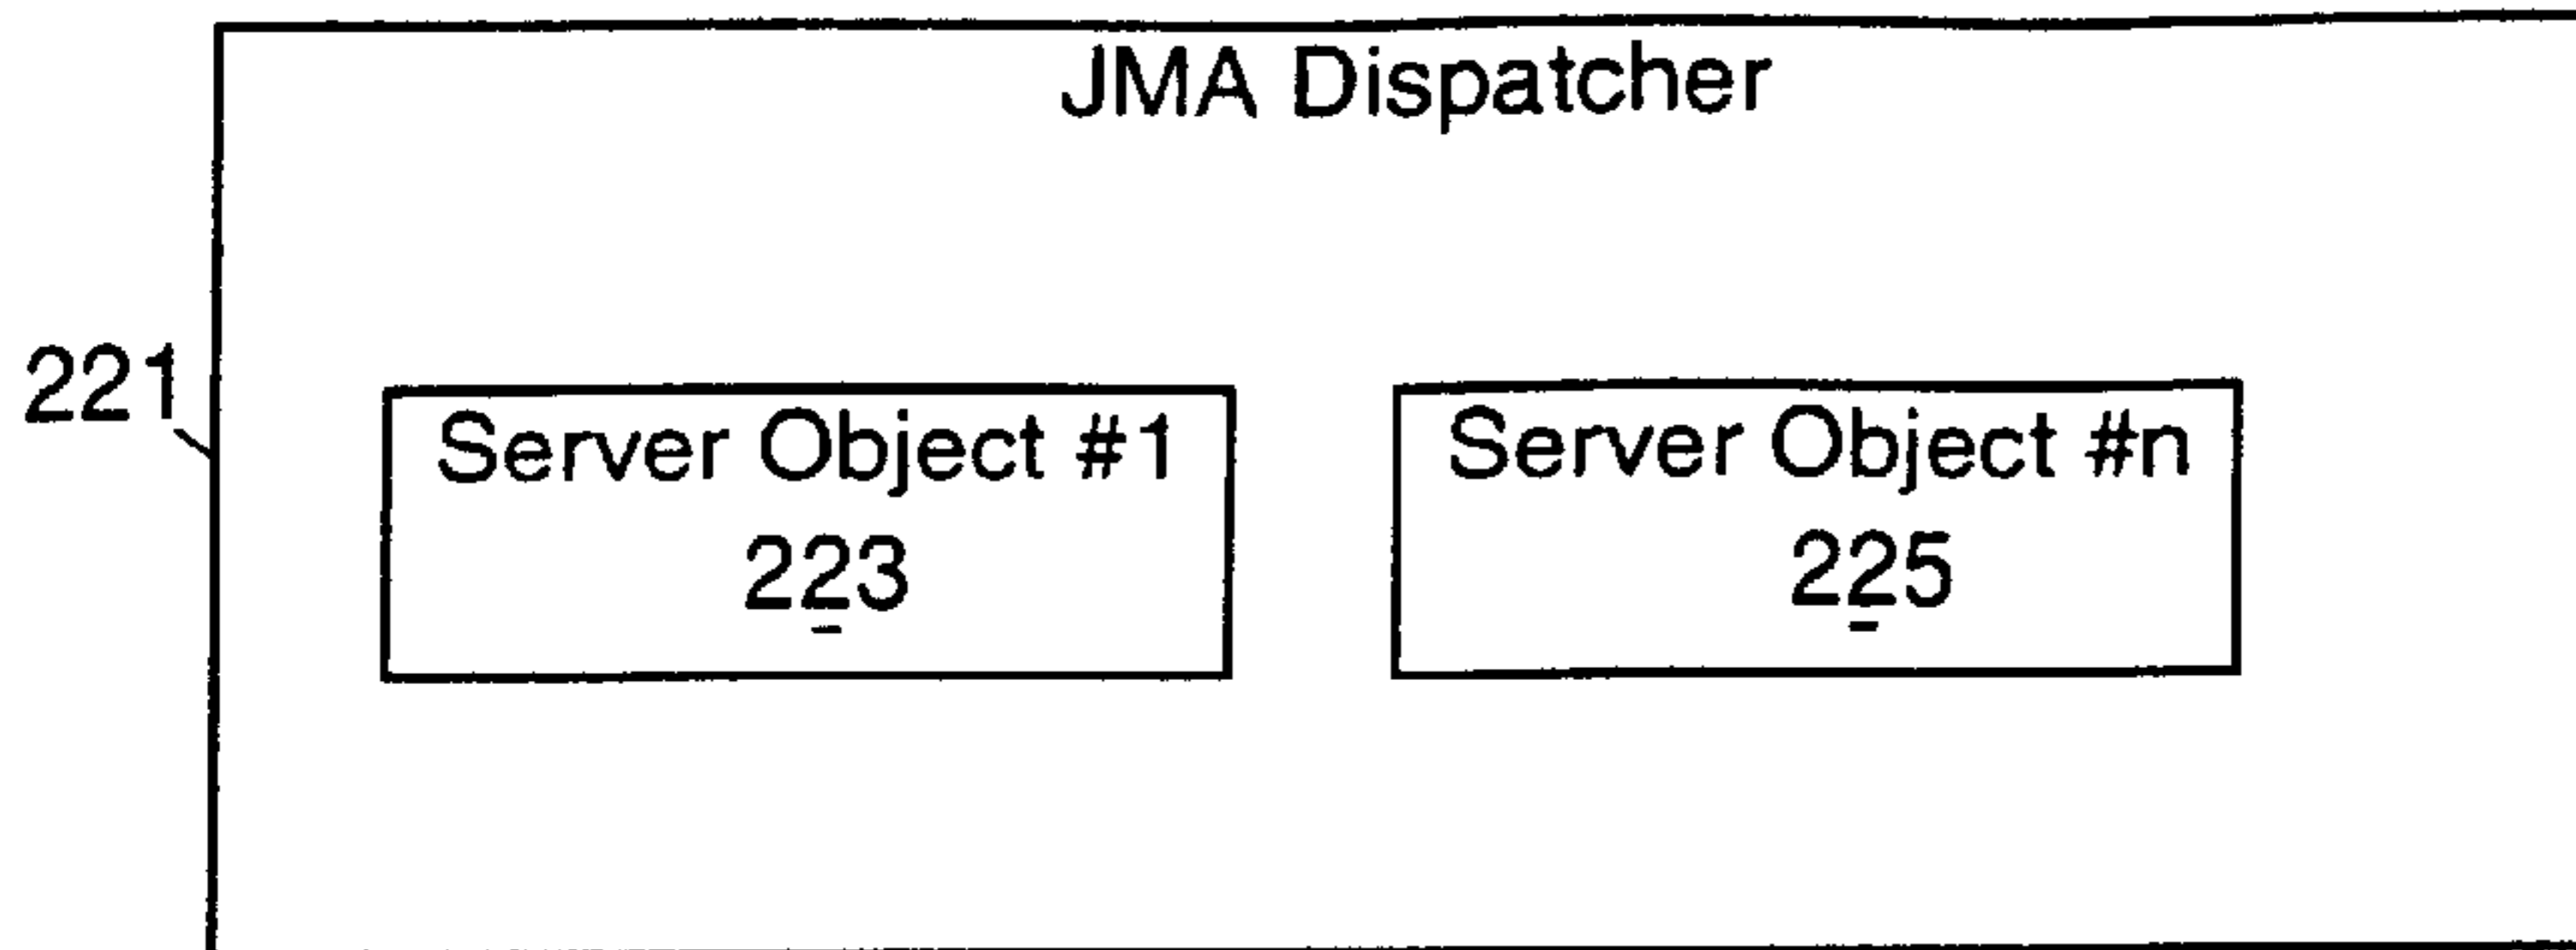 JMA Dispatcher
221
Server Object #1
223
Server Object #n
225